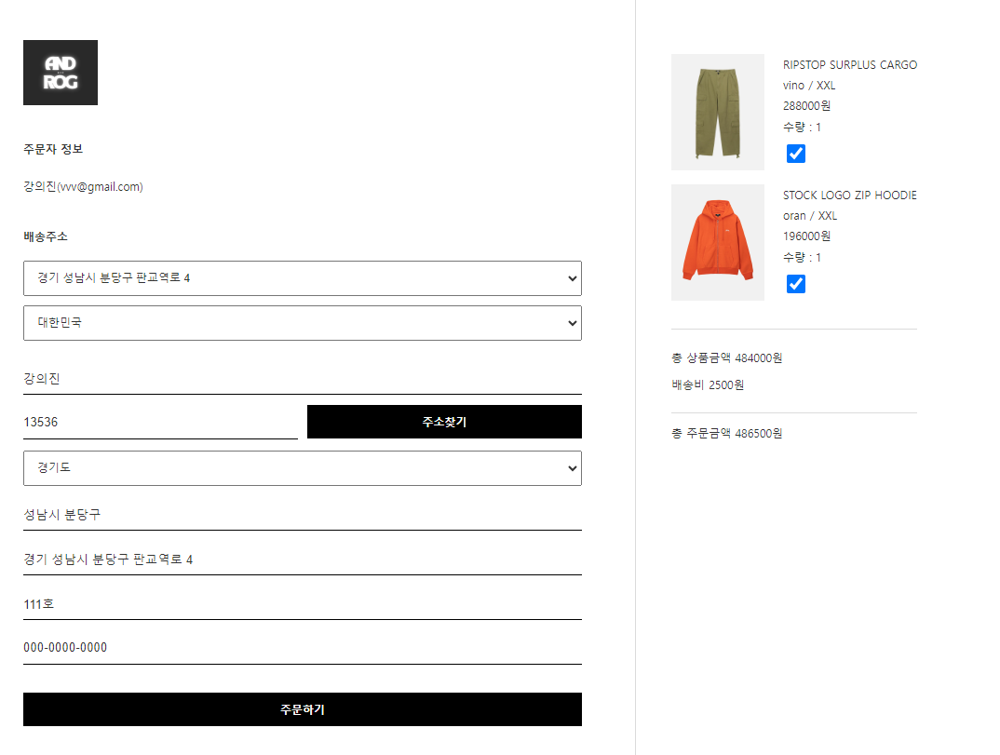 AND
ROG
주문자 정보
강의진(vvv@gmail.com)
배송주소
경기 성남시 분당구 판교역로 4
대한민국
강의진
13536
주소찾기
경기도
성남시 분당구
경기 성남시 분당구 판교역로 4
111호
000-0000-0000
주문하기
RIPSTOP SURPLUS CARGO
vino / XXL
288000원
수량 : 1
STOCK LOGO ZIP HOODIE
oran / XXL
196000원
수량 : 1
총 상품금액 484000원
배송비 2500원
총 주문금액 486500원